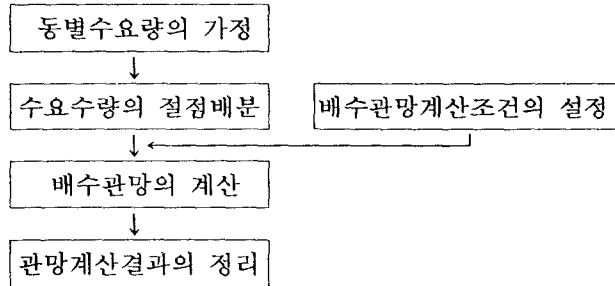 동별수요량의 가정
수요수량의 절점배분
배수관망계산조건의 설정
배수관망의 계산
관망계산결과의 정리